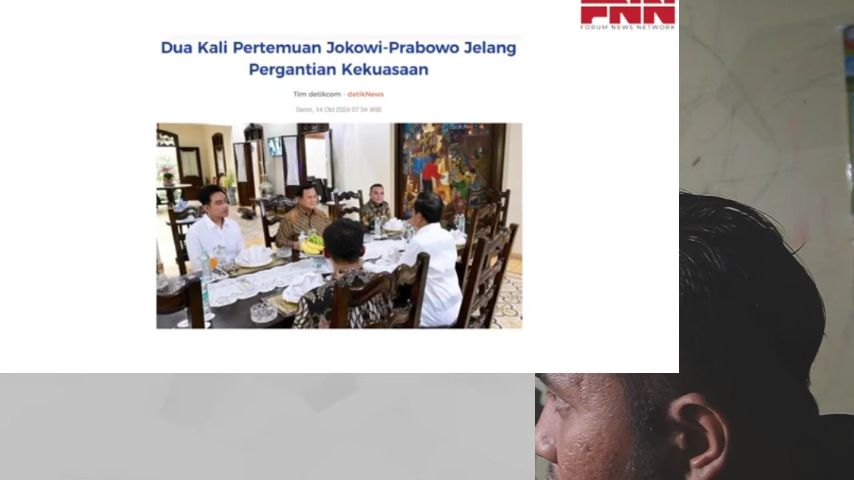 FNN
FORUM NEWS NETWORK
Dua Kali Pertemuan Jokowi-Prabowo Jelang
Pergantian Kekuasaan
Tim detikcom - detikNews
Senin, 14 Okt 2024 07:34 WIB